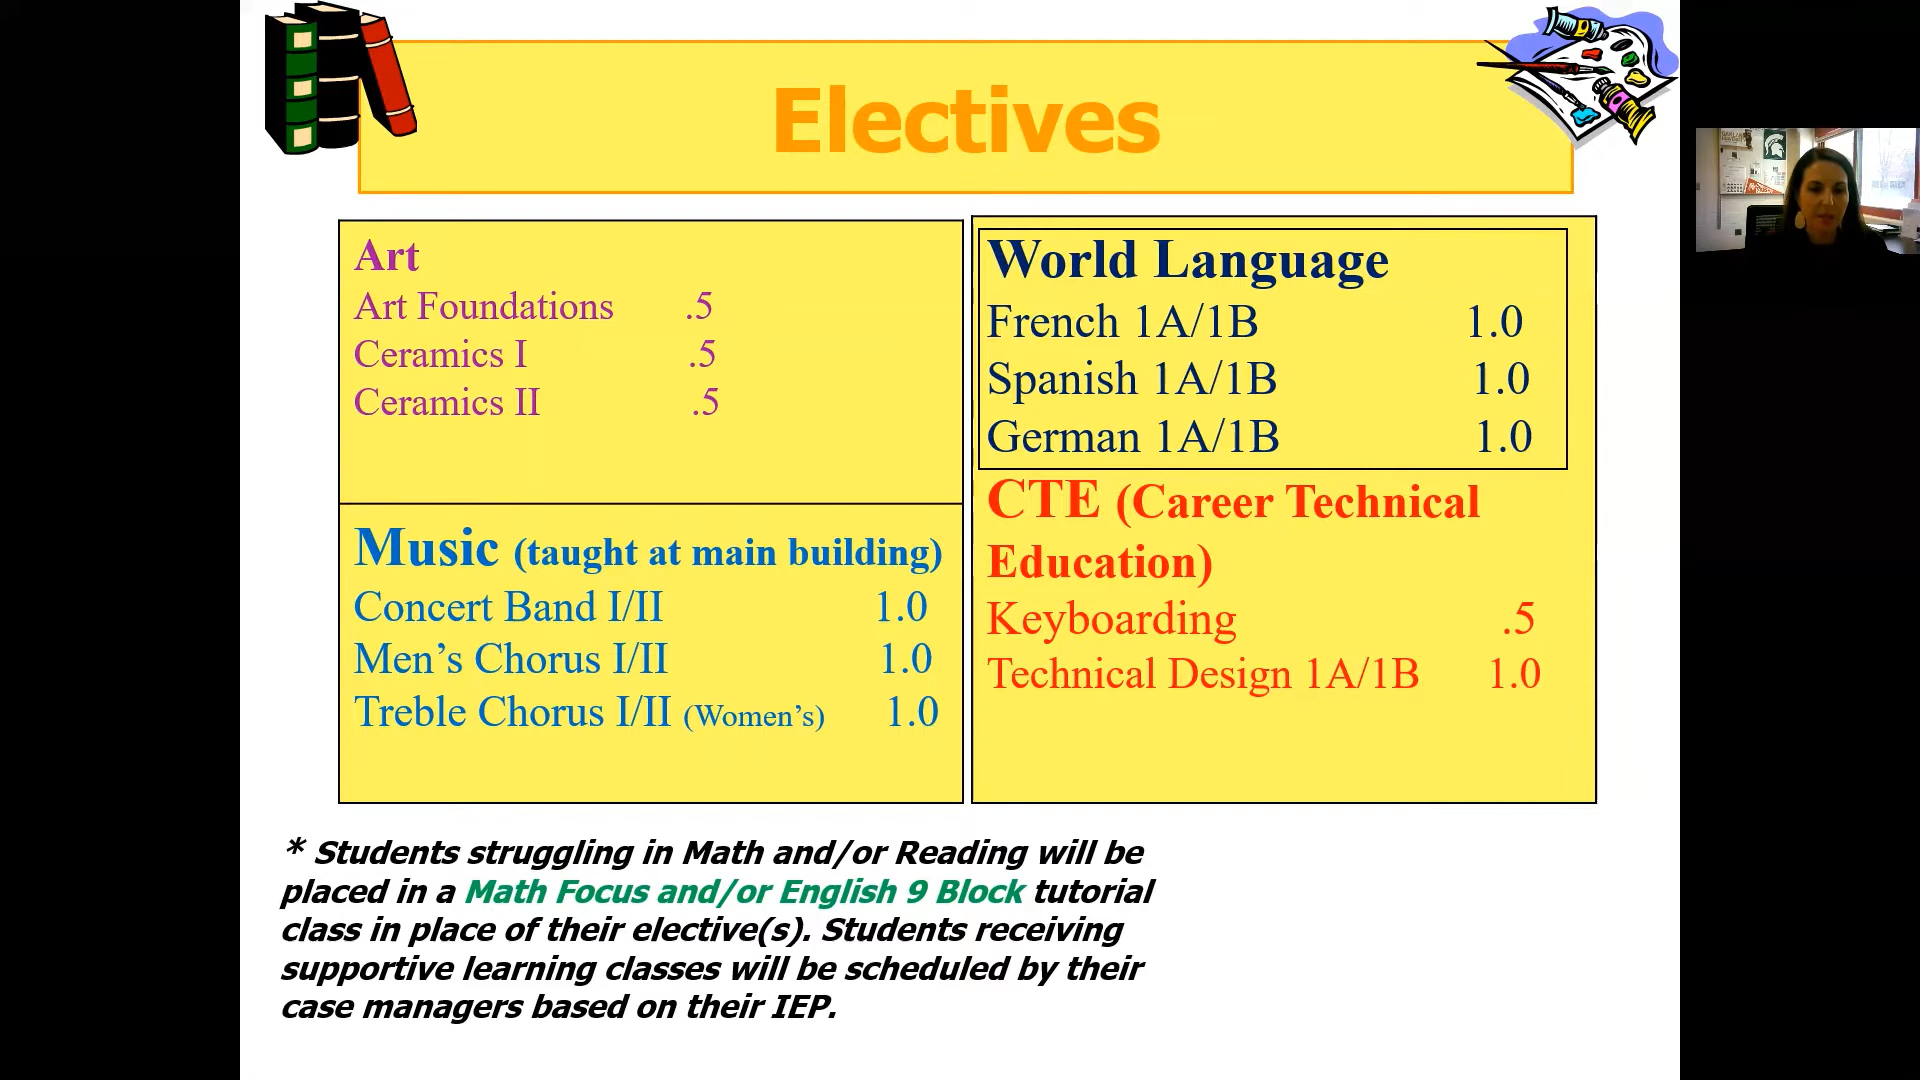 Electives
Art
Art Foundations .5
Ceramics I .5
Ceramics II .5
Music (taught at main building)
Concert Band I/II 1.0
Men’s Chorus I/II 1.0
Treble Chorus I/II (Women’s) 1.0
World Language
French 1A/1B 1.0
Spanish 1A/1B 1.0
German 1A/1B 1.0
CTE (Career Technical
Education)
Keyboarding .5
Technical Design 1A/1B 1.0
* Students struggling in Math and/or Reading will be
placed in a Math Focus and/or English 9 Block tutorial
class in place of their elective(s). Students receiving
supportive learning classes will be scheduled by their
case managers based on their IEP.